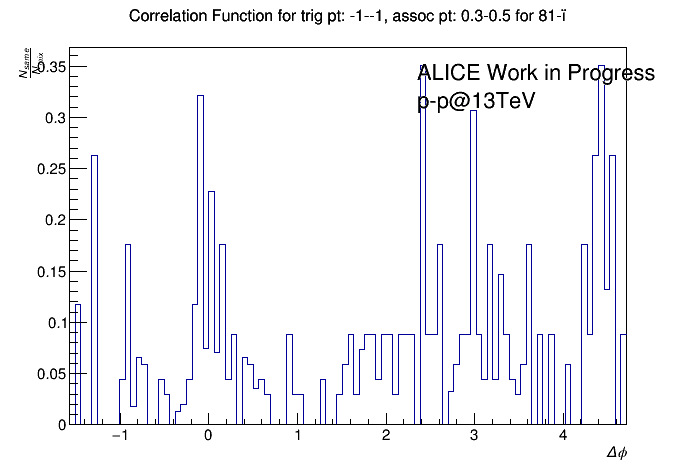 Correlation Function for trig pt: -1--1, assoc pt: 0.3-0.5 for 81-ï
N_same
N_mix
ALICE Work in Progress
p-p@13TeV
0.35
0.3
0.25
0.2
0.15
0.1
0.05
0
−1 0 1 2 3 4
Δϕ